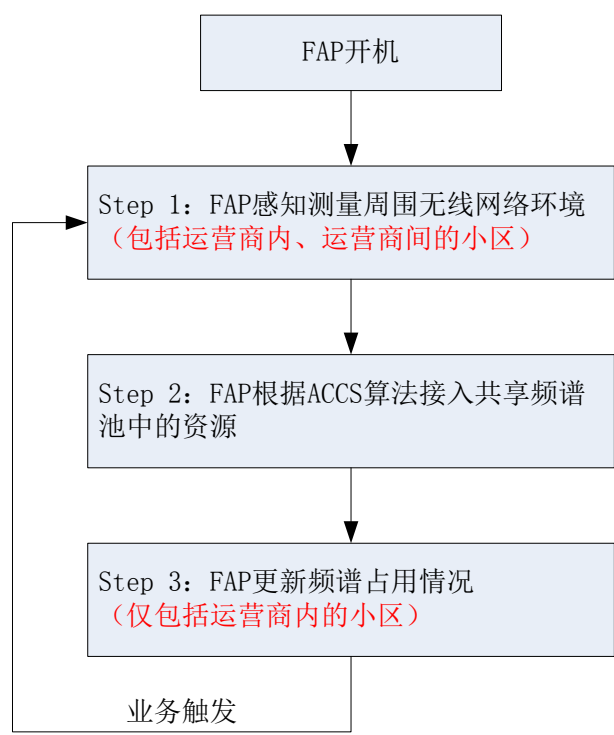 FAP开机
Step 1: FAP感知测量周围无线网络环境
（包括运营商内、运营商间的小区）
Step 2: FAP根据ACCS算法接入共享频谱
池中的资源
Step 3: FAP更新频谱占用情况
（仅包括运营商内的小区）
业务触发